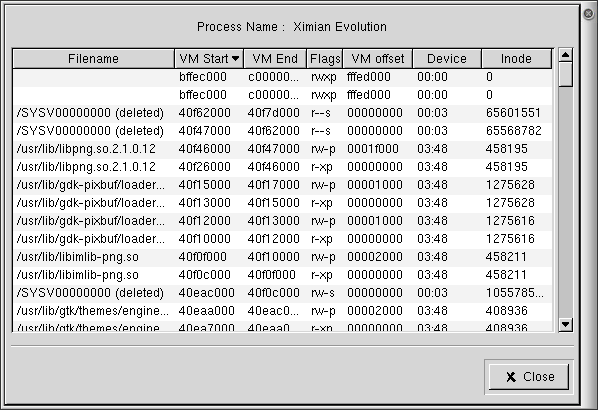 Process Name :  Ximian Evolution
Filename VM Start VM End Flags VM offset Device Inode
bffec000 c00000... rwxp fffed000 00:00 0
bffec000 c00000... rwxp fffed000 00:00 0
/SYSV00000000 (deleted) 40f62000 40f7d000 r--s 00000000 00:03 65601551
/SYSV00000000 (deleted) 40f47000 40f62000 r--s 00000000 00:03 65568782
/usr/lib/libpng.so.2.1.0.12 40f46000 40f47000 rw-p 0001f000 03:48 458195
/usr/lib/libpng.so.2.1.0.12 40f26000 40f46000 r-xp 00000000 03:48 458195
/usr/lib/gdk-pixbuf/loader... 40f15000 40f17000 rw-p 00001000 03:48 1275628
/usr/lib/gdk-pixbuf/loader... 40f13000 40f15000 r-xp 00000000 03:48 1275628
/usr/lib/gdk-pixbuf/loader... 40f12000 40f13000 rw-p 00001000 03:48 1275616
/usr/lib/gdk-pixbuf/loader... 40f10000 40f12000 r-xp 00000000 03:48 1275616
/usr/lib/libimlib-png.so 40f0f000 40f10000 rw-p 00002000 03:48 458211
/usr/lib/libimlib-png.so 40f0c000 40f0f000 r-xp 00000000 03:48 458211
/SYSV00000000 (deleted) 40eac000 40f0c000 rw-s 00000000 00:03 1055785...
/usr/lib/gtk/themes/engine... 40eaa000 40eac0... rw-p 00002000 03:48 408936
/usr/lib/gtk/themes/engine... 40ea7000 40eaa0... r-xp 00000000 03:48 408936
Close